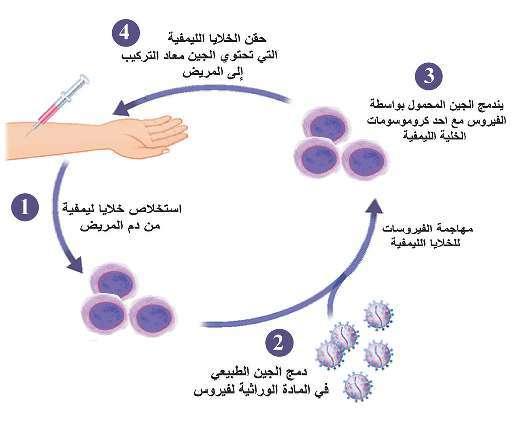 4
حقن الخلايا الليمفية
التي تحتوي الجين معاد التركيب
إلى المريض
3
يندمج الجين المحمول بواسطة
الفيروس مع احد كروموسومات
الخلية الليمفية
1
استخلاص خلايا ليمفية
من دم المريض
مهاجمة الفيروسات
للخلايا الليمفية
2
دمج الجين الطبيعي
في المادة الوراثية لفيروس